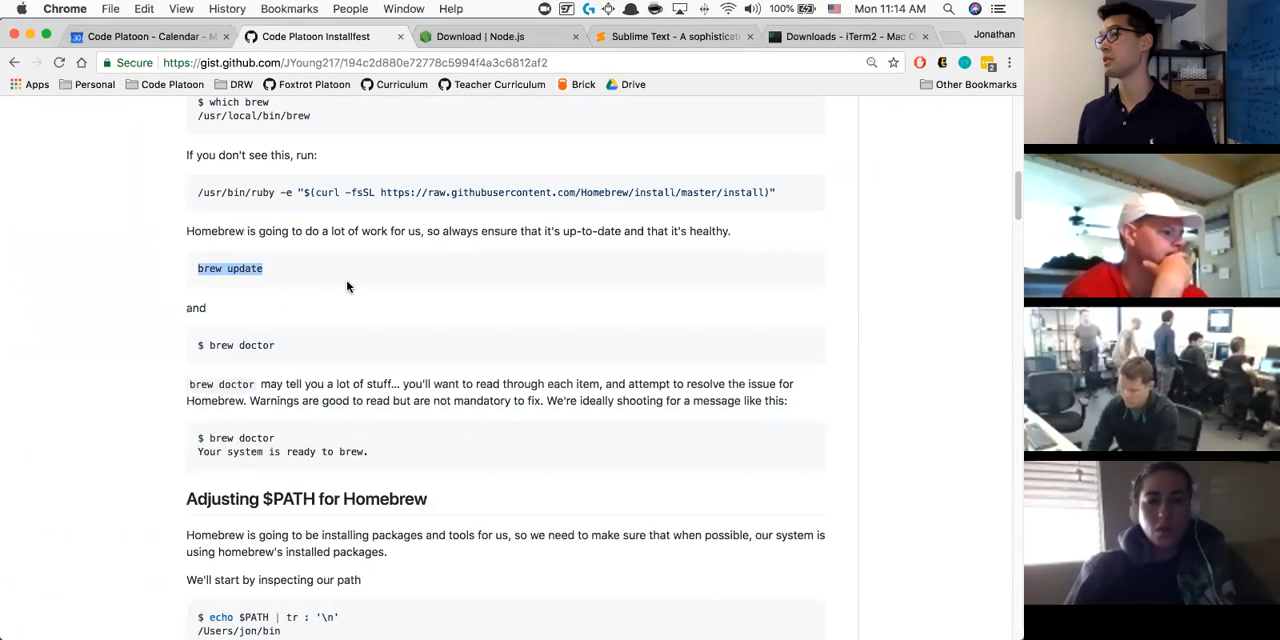 Chrome File Edit View History Bookmarks People Window Help 100% Mon 11:14 AM
Code Platoon - Calendar - M Code Platoon Installfest Download | Node.js Sublime Text - A sophisticat Downloads - iTerm2 - Mac O Jonathan
Secure https://gist.github.com/JYoung217/194c2d880e72778c5994f4a3c6812af2
Apps Personal Code Platoon DRW Foxtrot Platoon Curriculum Teacher Curriculum Brick Drive Other Bookmarks
$ which brew
/usr/local/bin/brew
If you don't see this, run:
/usr/bin/ruby -e "$(curl -fsSL https://raw.githubusercontent.com/Homebrew/install/master/install)"
Homebrew is going to do a lot of work for us, so always ensure that it's up-to-date and that it's healthy.
brew update
and
$ brew doctor
brew doctor may tell you a lot of stuff... you'll want to read through each item, and attempt to resolve the issue for
Homebrew. Warnings are good to read but are not mandatory to fix. We're ideally shooting for a message like this:
$ brew doctor
Your system is ready to brew.
Adjusting $PATH for Homebrew
Homebrew is going to be installing packages and tools for us, so we need to make sure that when possible, our system is
using homebrew's installed packages.
We'll start by inspecting our path
$ echo $PATH | tr : '\n'
/Users/jon/bin